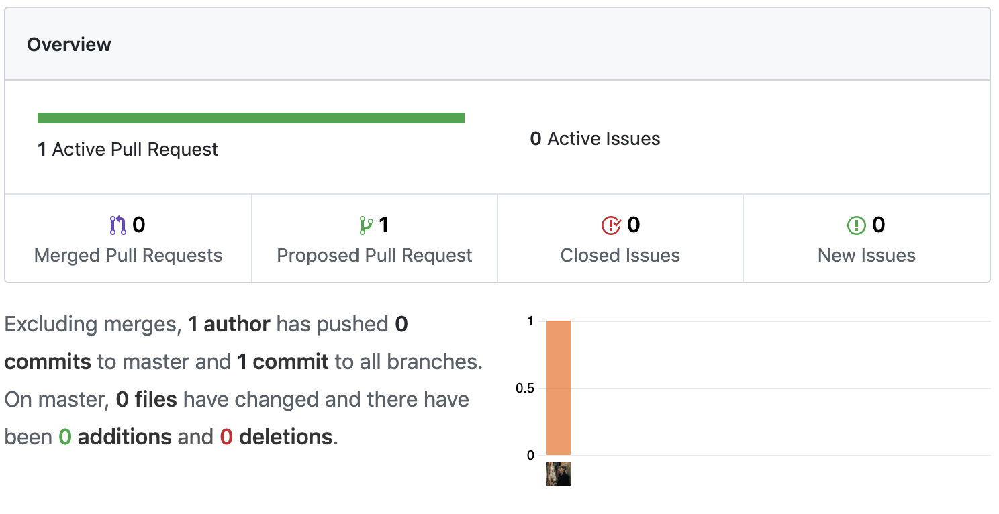 Overview
1 Active Pull Request
0 Active Issues
0
Merged Pull Requests
1
Proposed Pull Request
0
Closed Issues
0
New Issues
Excluding merges, 1 author has pushed 0
commits to master and 1 commit to all branches.
On master, 0 files have changed and there have
been 0 additions and 0 deletions.
1
0.5
0